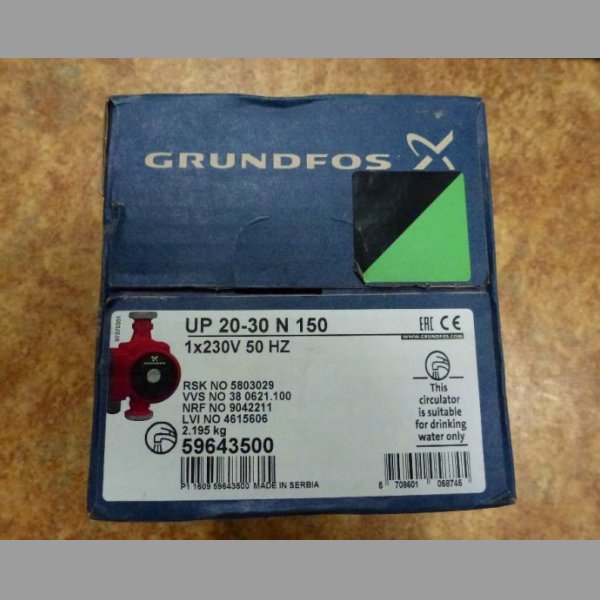 GRUNDFOS
UP 20-30 N 150
1x230V 50 HZ
EAC CE
WWW.GRUNDFOS.COM
RSK NO 5803029
VVS NO 38 0621.100
NRF NO 9042211
LVI NO 4615606
2.195 kg
59643500
P1 1609 59643500 MADE IN SERBIA
This
circulator
is suitable
for drinking
water only
5 708601 068746